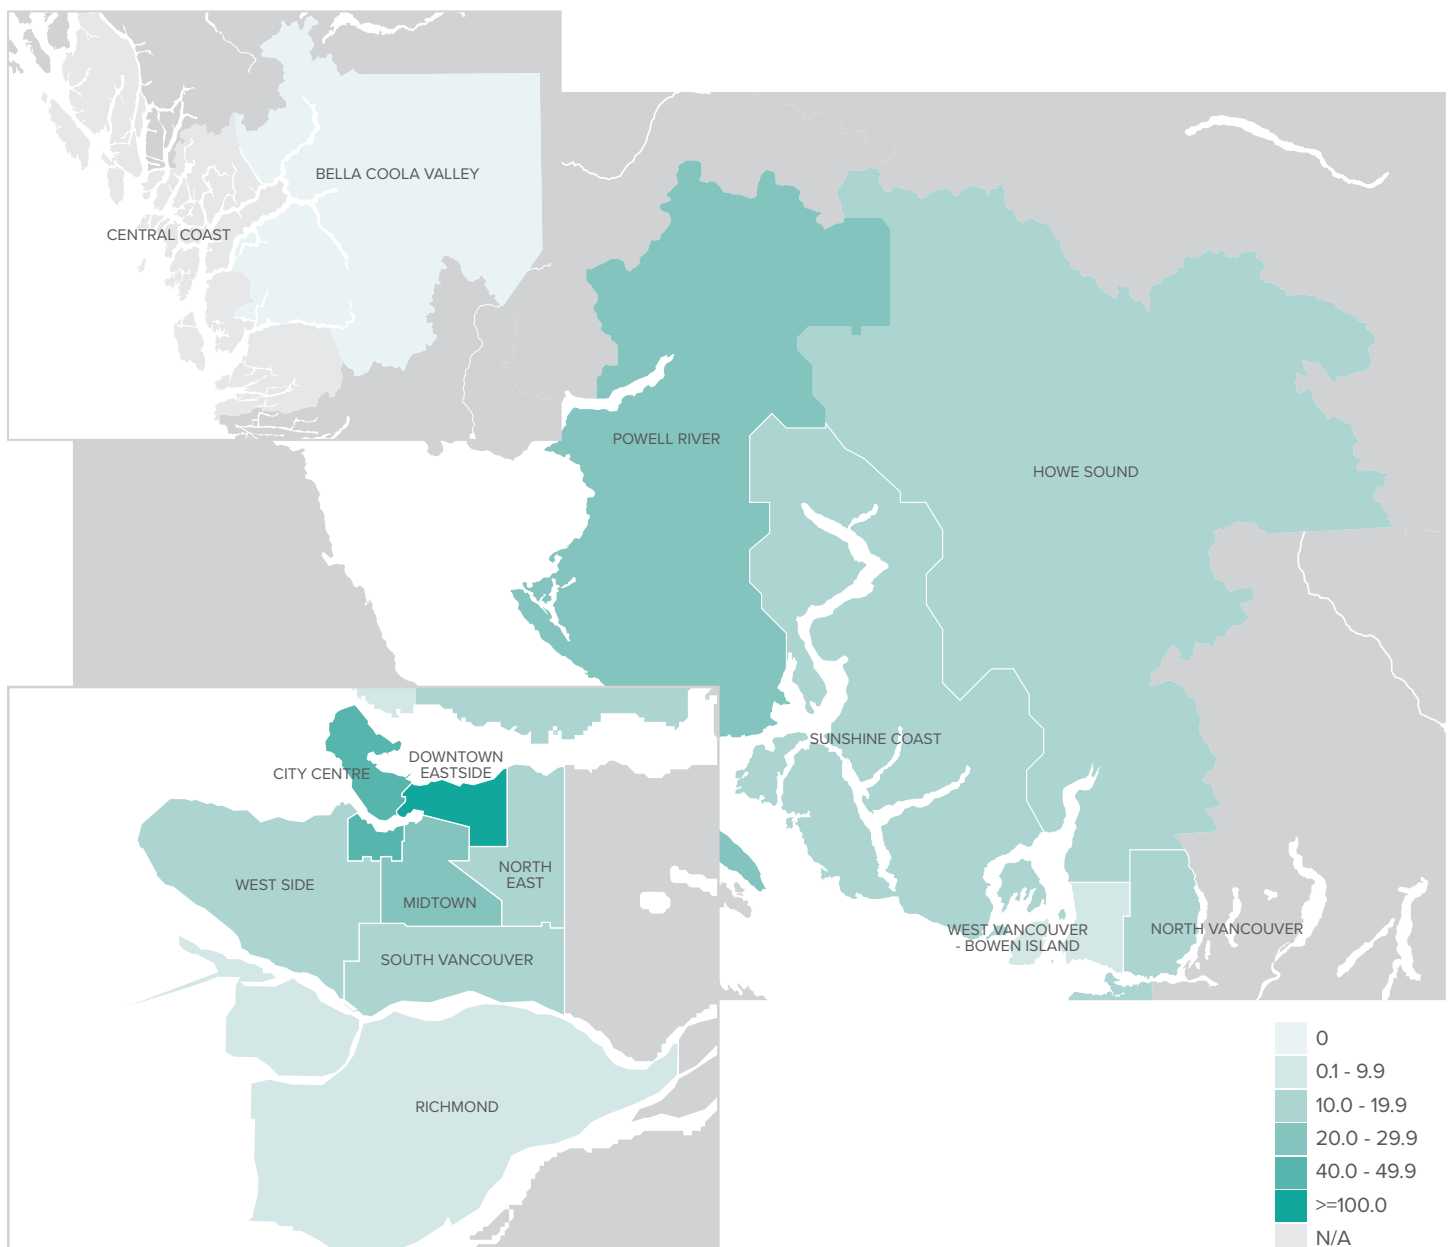 BELLA COOLA VALLEY
CENTRAL COAST
POWELL RIVER
HOWE SOUND
SUNSHINE COAST
DOWNTOWN
EASTSIDE
CITY CENTRE
WEST SIDE
NORTH
EAST
MIDTOWN
SOUTH VANCOUVER
RICHMOND
WEST VANCOUVER
- BOWEN ISLAND
NORTH VANCOUVER
0
0.1 - 9.9
10.0 - 19.9
20.0 - 29.9
40.0 - 49.9
>=100.0
N/A